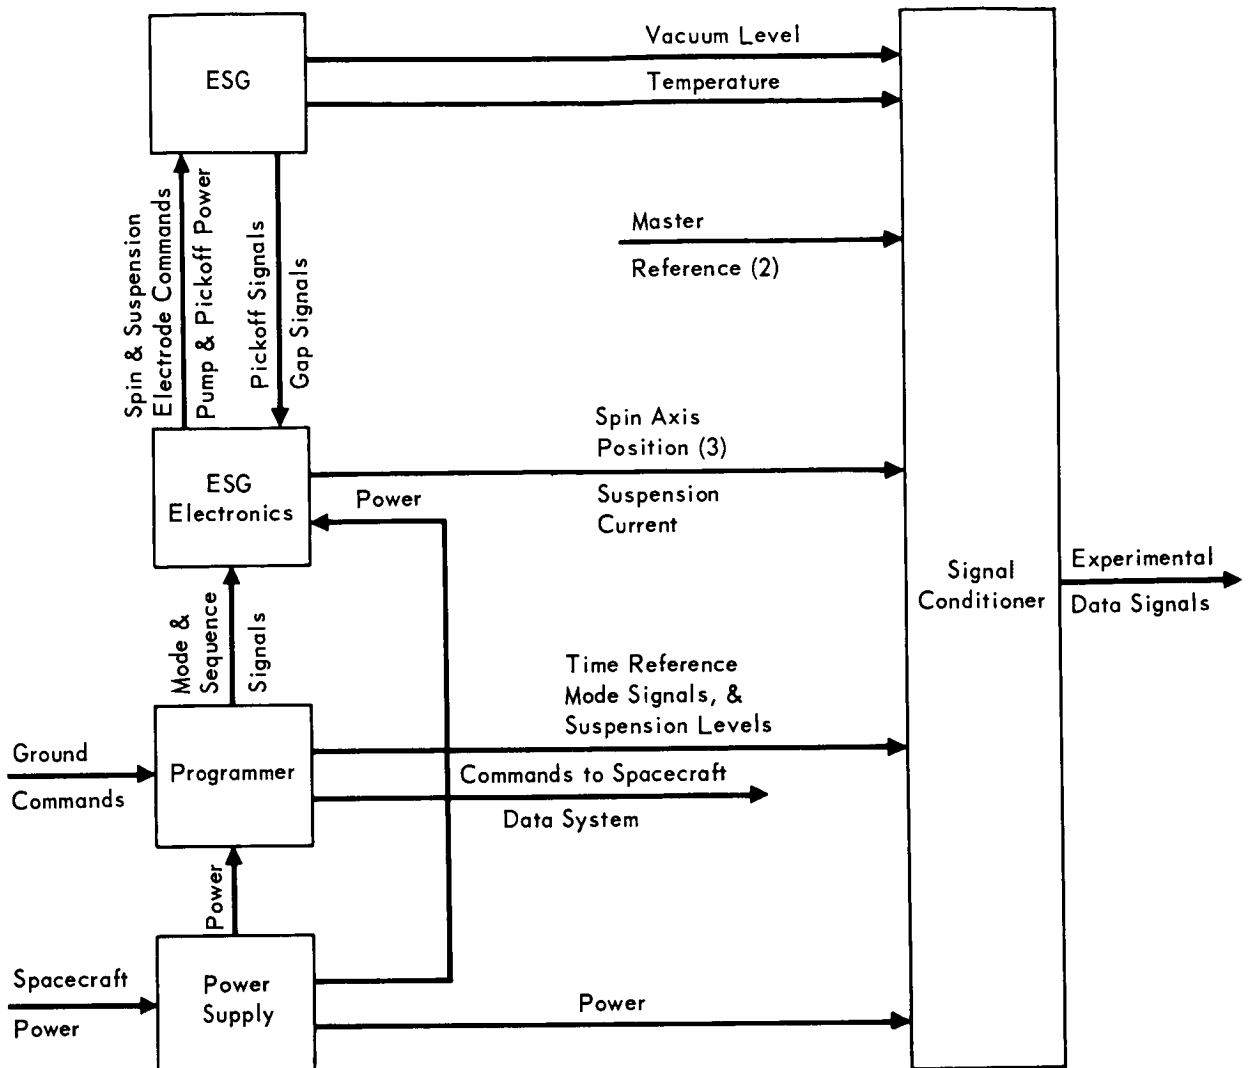 Vacuum Level
ESG
Temperature
Spin & Suspension
Electrode Commands
Pump & Pickoff Power
Pickoff Signals
Gap Signals
Master
Reference (2)
Spin Axis
Position (3)
ESG
Electronics
Power
Suspension
Current
Signal
Conditioner
Experimental
Data Signals
Mode &
Sequence
Signals
Time Reference
Mode Signals, &
Suspension Levels
Ground
Commands
Programmer
Commands to Spacecraft
Data System
Power
Spacecraft
Power
Power
Supply
Power